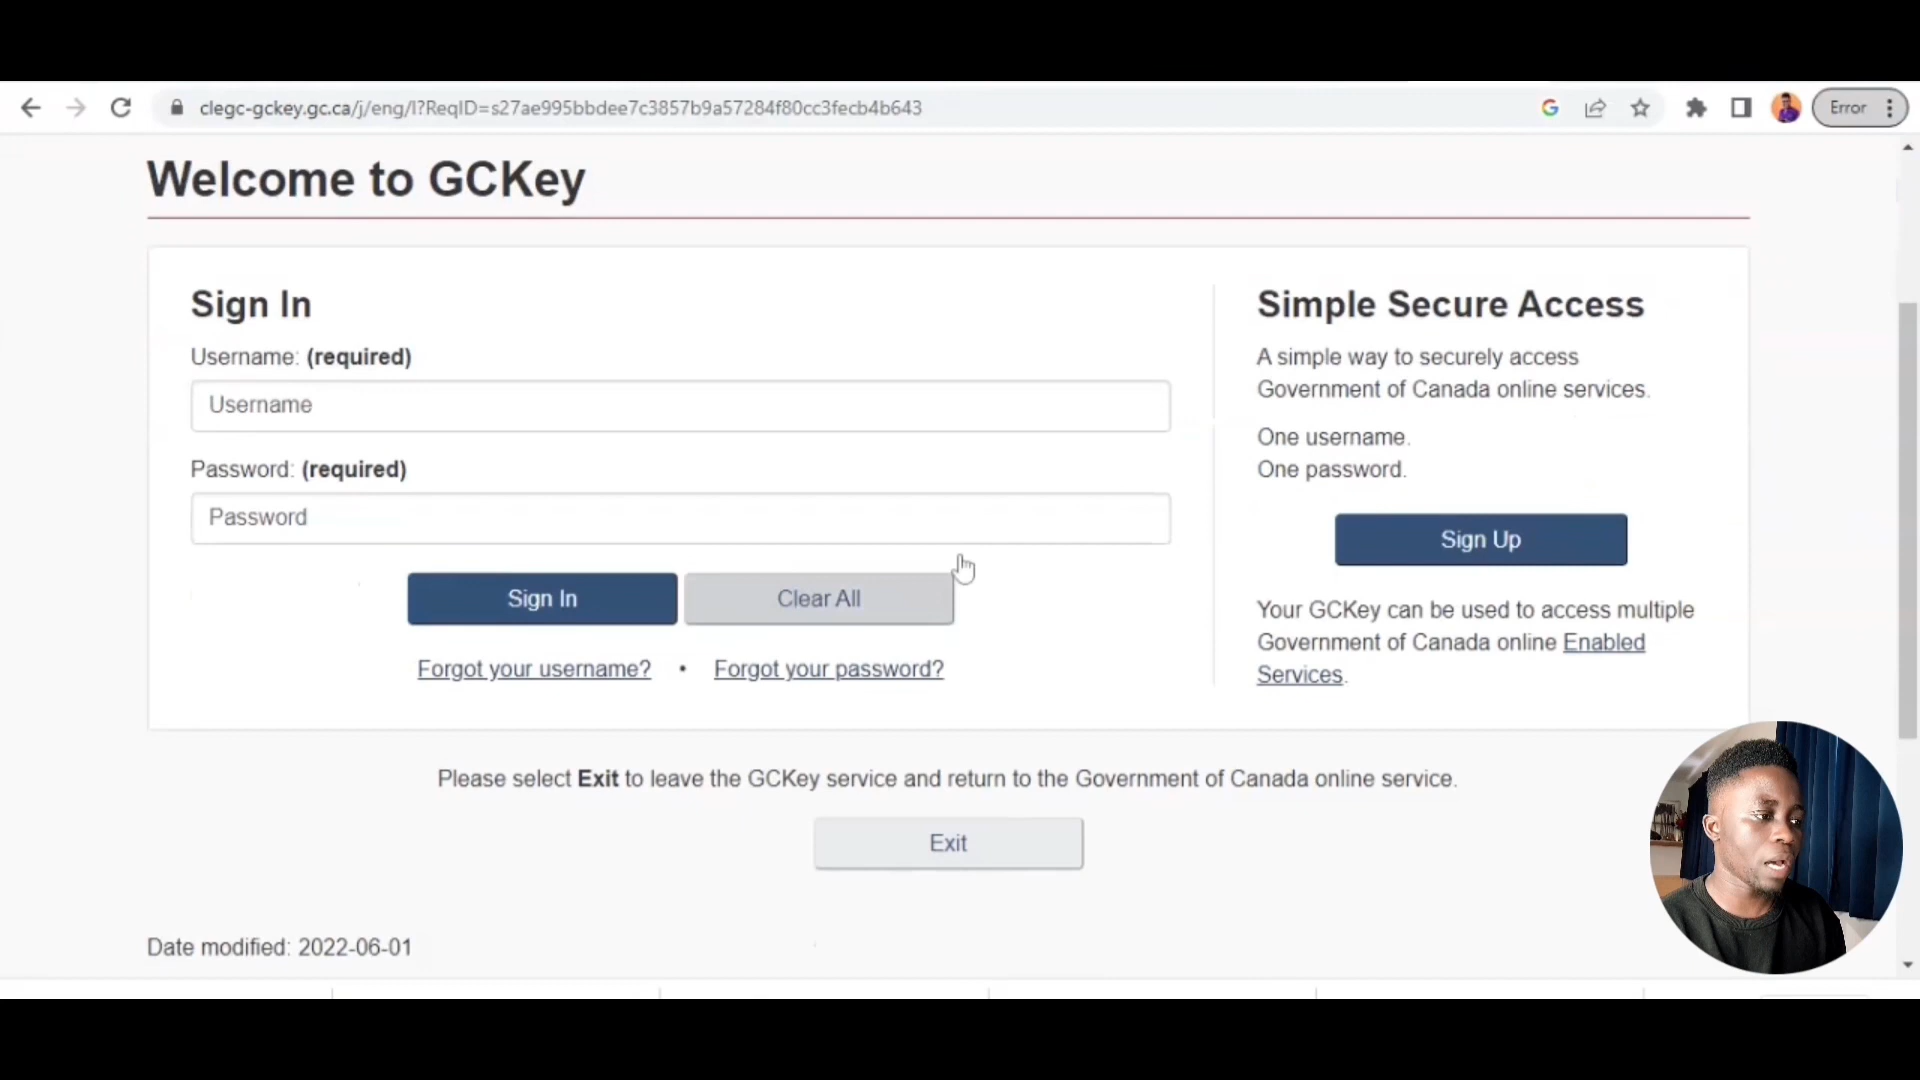 clegc-gckey.gc.ca/j/eng/l?ReqID=s27ae995bbdee7c3857b9a57284f80cc3fecb4b643
Error
Welcome to GCKey
Sign In
Username: (required)
Username
Password: (required)
Password
Sign In
Clear All
Forgot your username? • Forgot your password?
Simple Secure Access
A simple way to securely access
Government of Canada online services.
One username.
One password.
Sign Up
Your GCKey can be used to access multiple
Government of Canada online Enabled
Services.
Please select Exit to leave the GCKey service and return to the Government of Canada online service.
Exit
Date modified: 2022-06-01